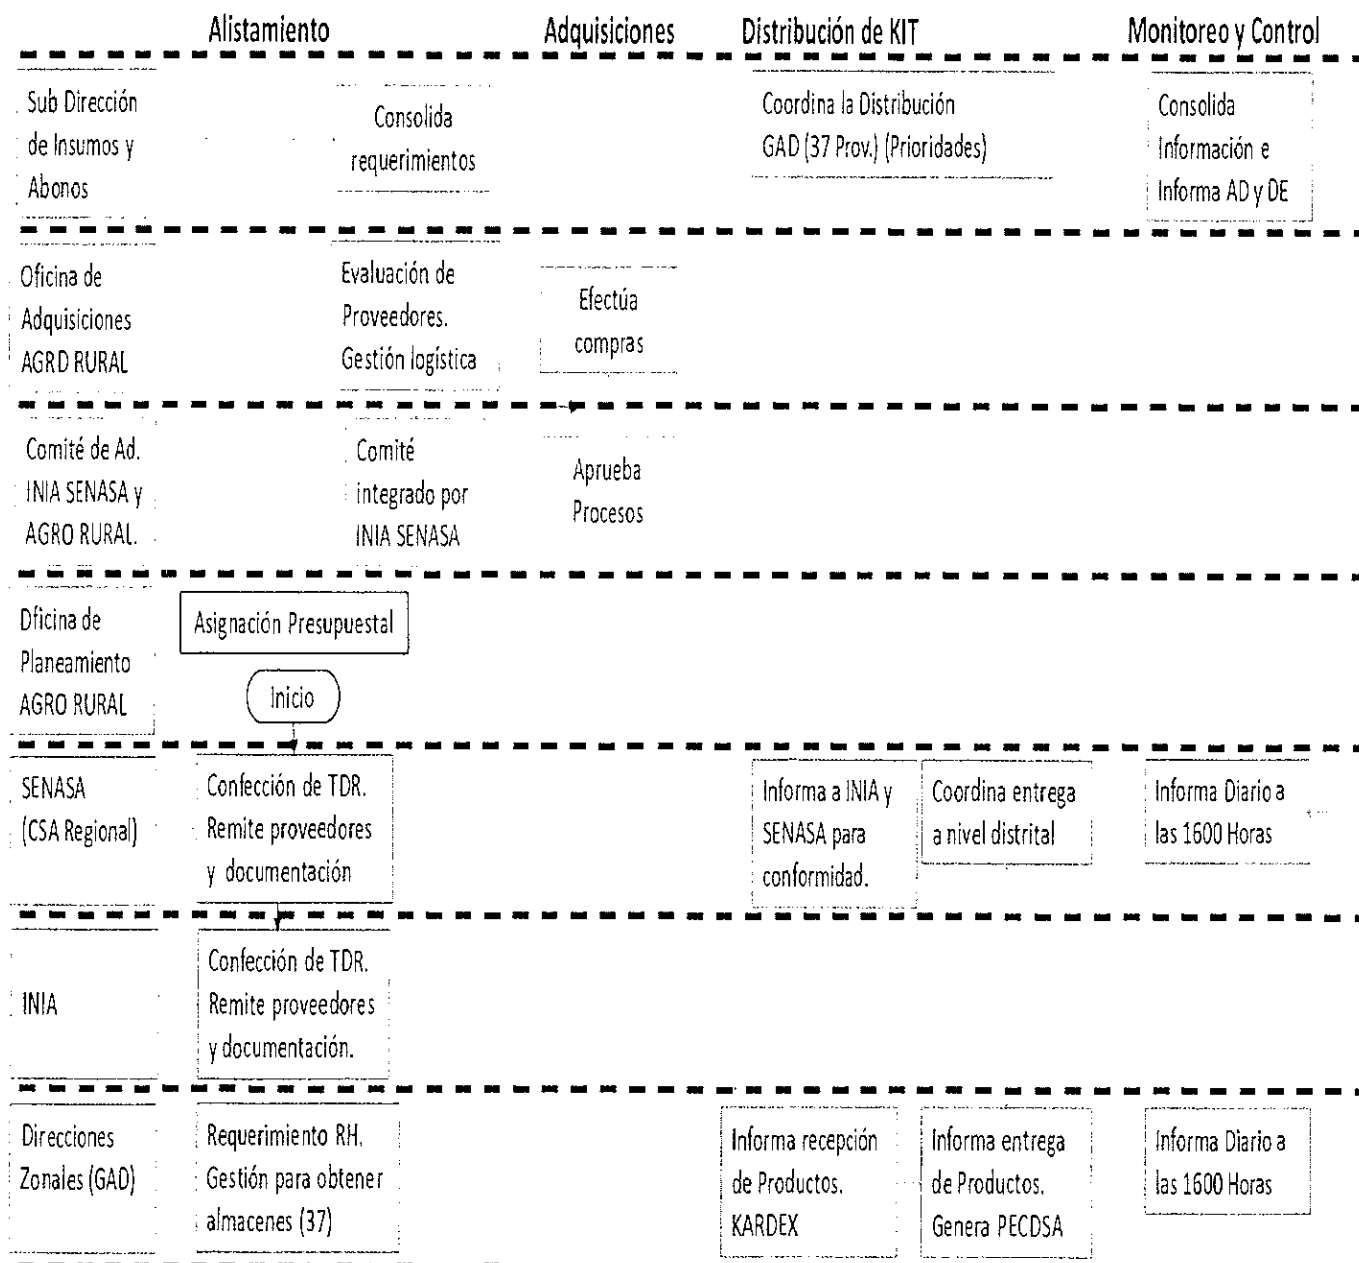 Alistamiento
Adquisiciones
Distribución de KIT
Monitoreo y Control
Sub Dirección
de Insumos y
Abonos
Consolida
requerimientos
Coordina la Distribución
GAD (37 Prov.) (Prioridades)
Consolida
Información e
Informa AD y DE
Oficina de
Adquisiciones
AGRD RURAL
Evaluación de
Proveedores.
Gestión logística
Efectúa
compras
Comité de Ad.
INIA SENASA y
AGRO RURAL.
Comité
integrado por
INIA SENASA
Aprueba
Procesos
Dficina de
Planeamiento
AGRO RURAL
Asignación Presupuestal
Inicio
SENASA
(CSA Regional)
Confección de TDR.
Remite proveedores
y documentación
Informa a INIA y
SENASA para
conformidad.
Coordina entrega
a nivel distrital
Informa Diario a
las 1600 Horas
INIA
Confección de TDR.
Remite proveedores
y documentación.
Direcciones
Zonales (GAD)
Requerimiento RH.
Gestión para obtener
almacenes (37)
Informa recepción
de Productos.
KARDEX
Informa entrega
de Productos.
Genera PECDSA
Informa Diario a
las 1600 Horas